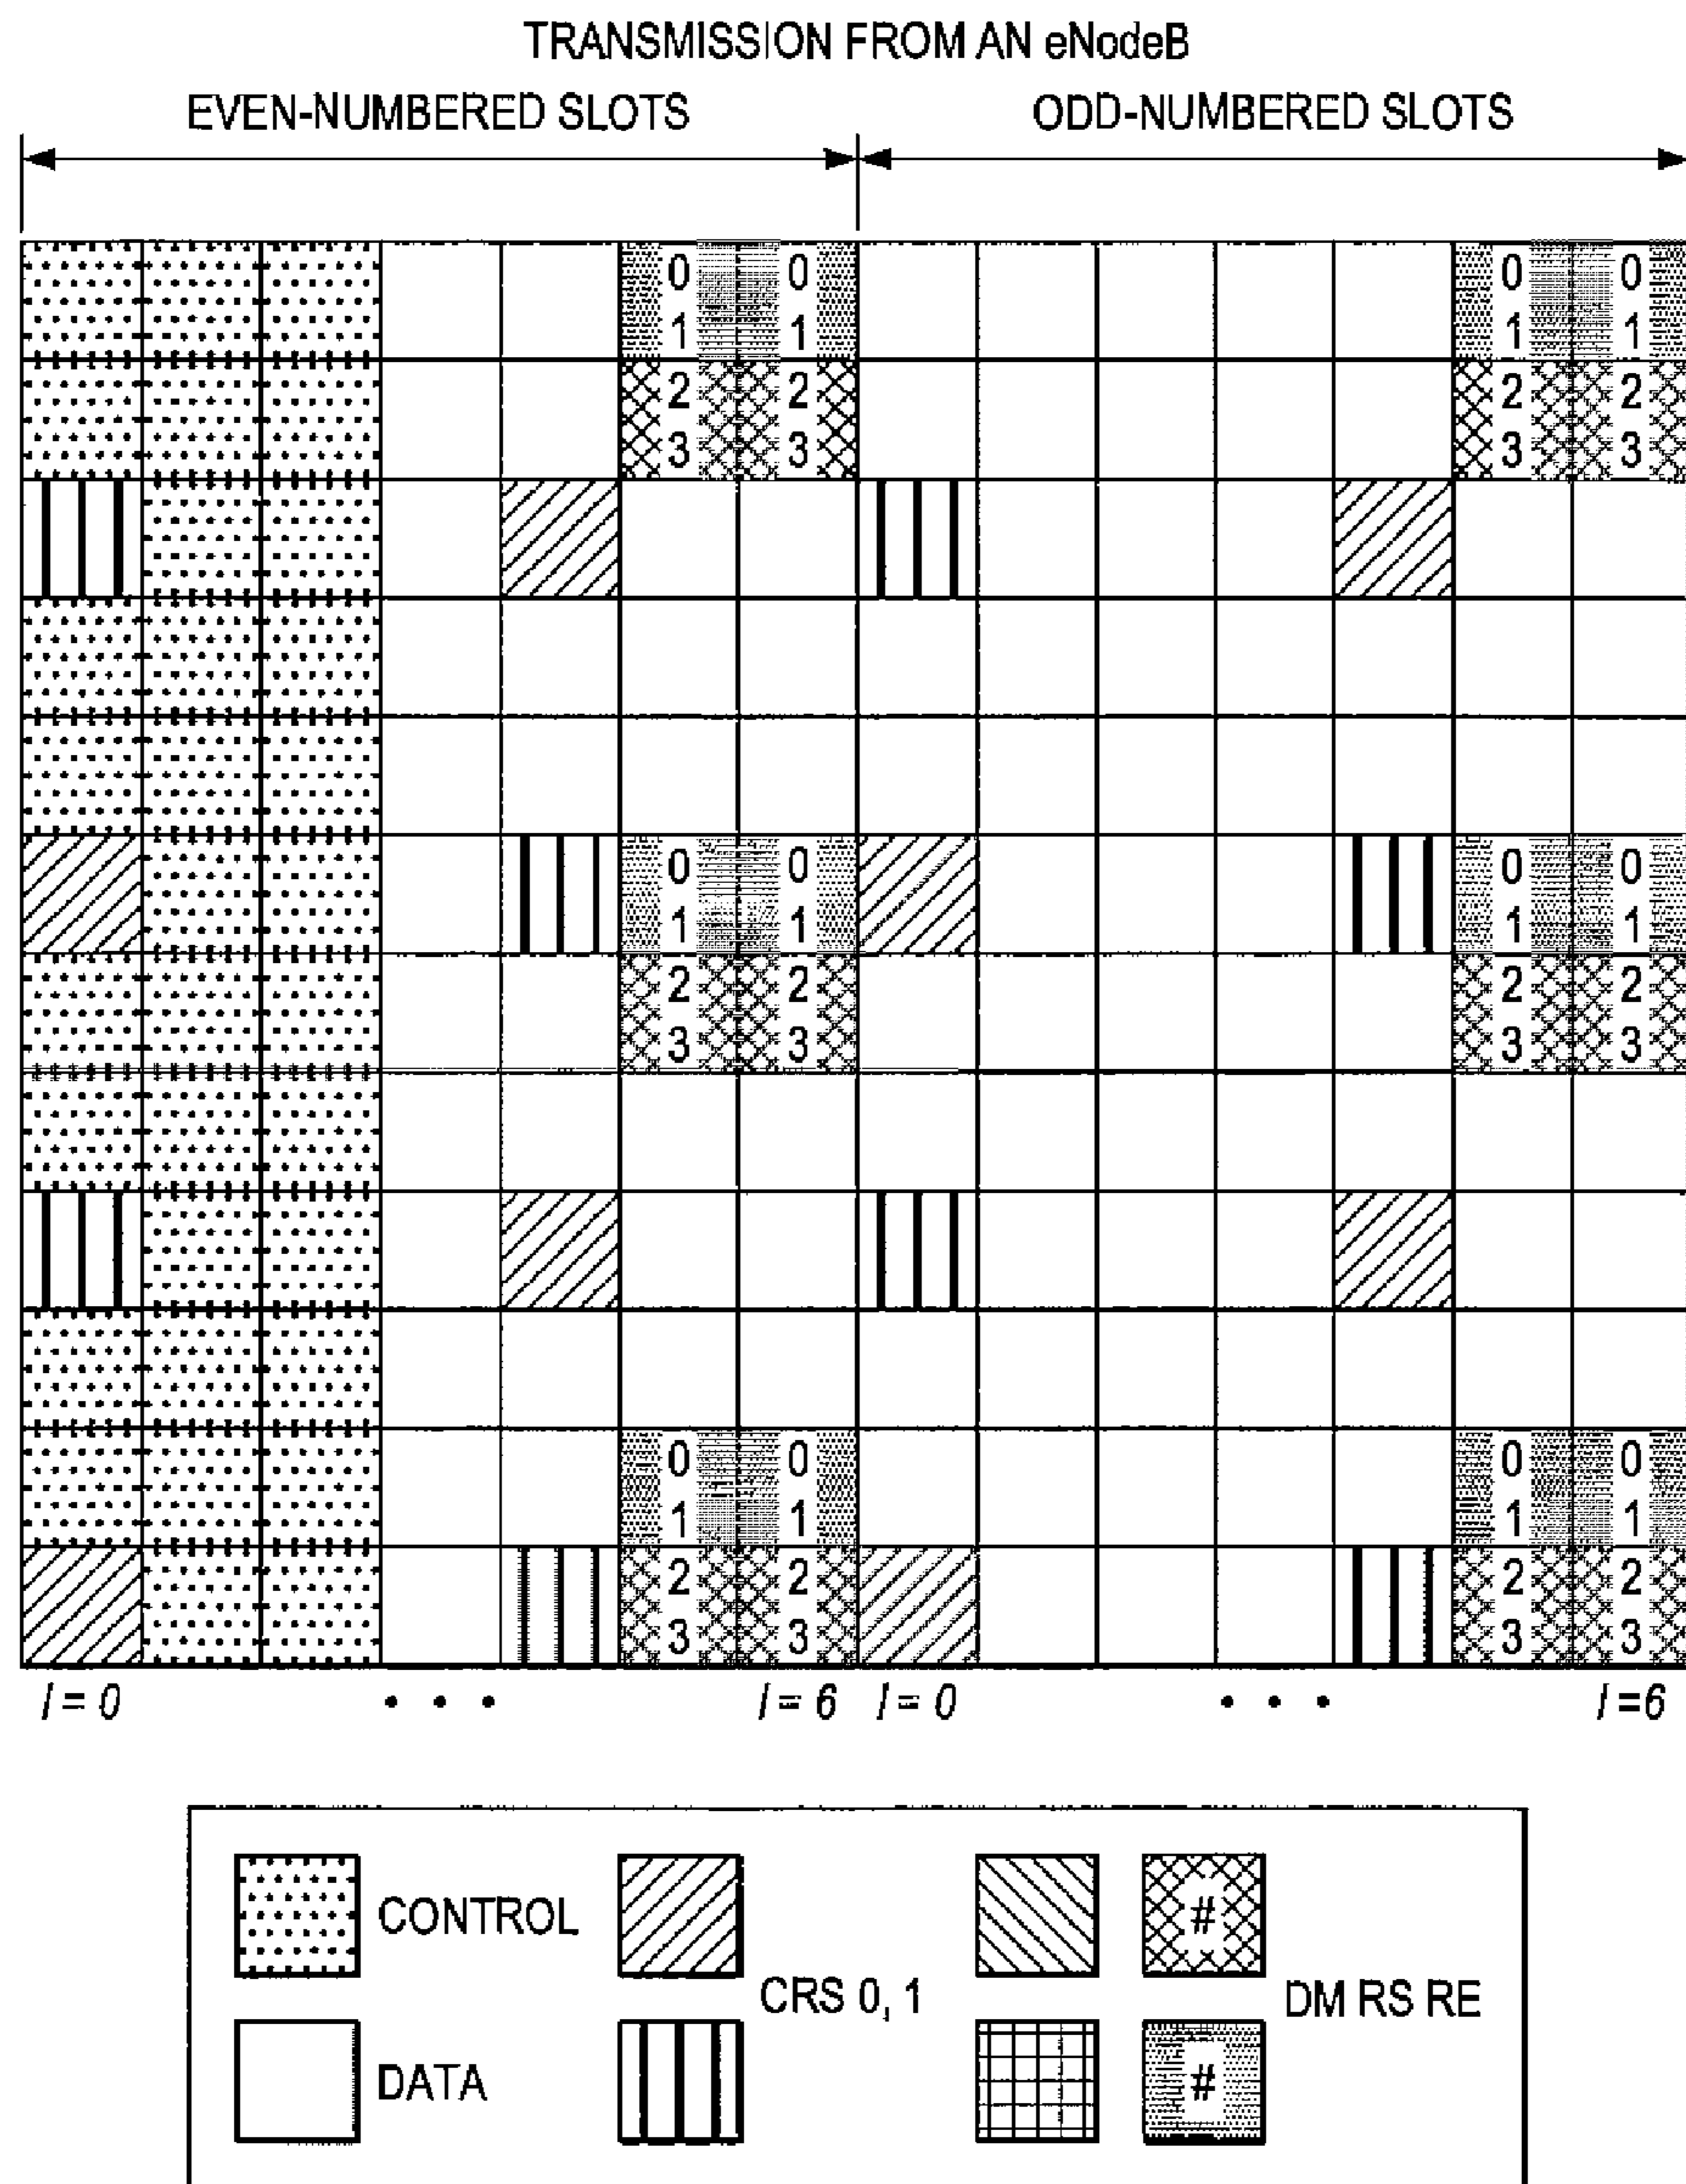 TRANSMISSION FROM AN eNodeB
EVEN-NUMBERED SLOTS ODD-NUMBERED SLOTS
0 0 0 0
1 1 1 1
2 2 2 2
3 3 3 3
0 0 0 0
1 1 1 1
2 2 2 2
3 3 3 3
0 0 0 0
1 1 1 1
2 2 2 2
3 3 3 3
l = 0 • • • l = 6 l = 0 • • • l = 6
CONTROL # 
CRS 0, 1 DM RS RE
DATA #